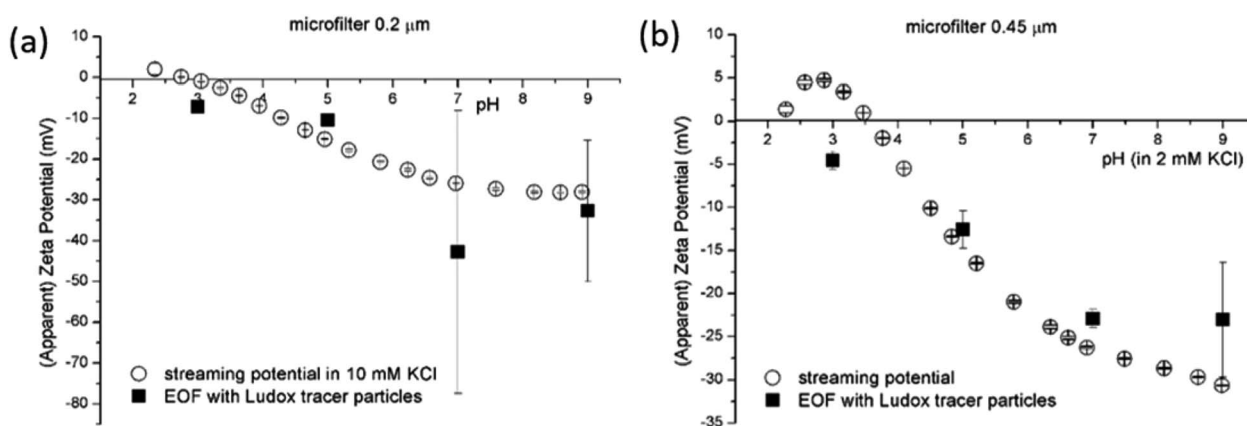 (a)
microfilter 0.2 μm
10
0
-10
-20
-30
-40
-50
-60
-70
-80
(Apparent) Zeta Potential (mV)
2 3 4 5 6 7 8 9
pH
streaming potential in 10 mM KCl
EOF with Ludox tracer particles
(b)
microfilter 0.45 μm
10
5
0
-5
-10
-15
-20
-25
-30
-35
(Apparent) Zeta Potential (mV)
2 3 4 5 6 7 8 9
pH (in 2 mM KCl)
streaming potential
EOF with Ludox tracer particles